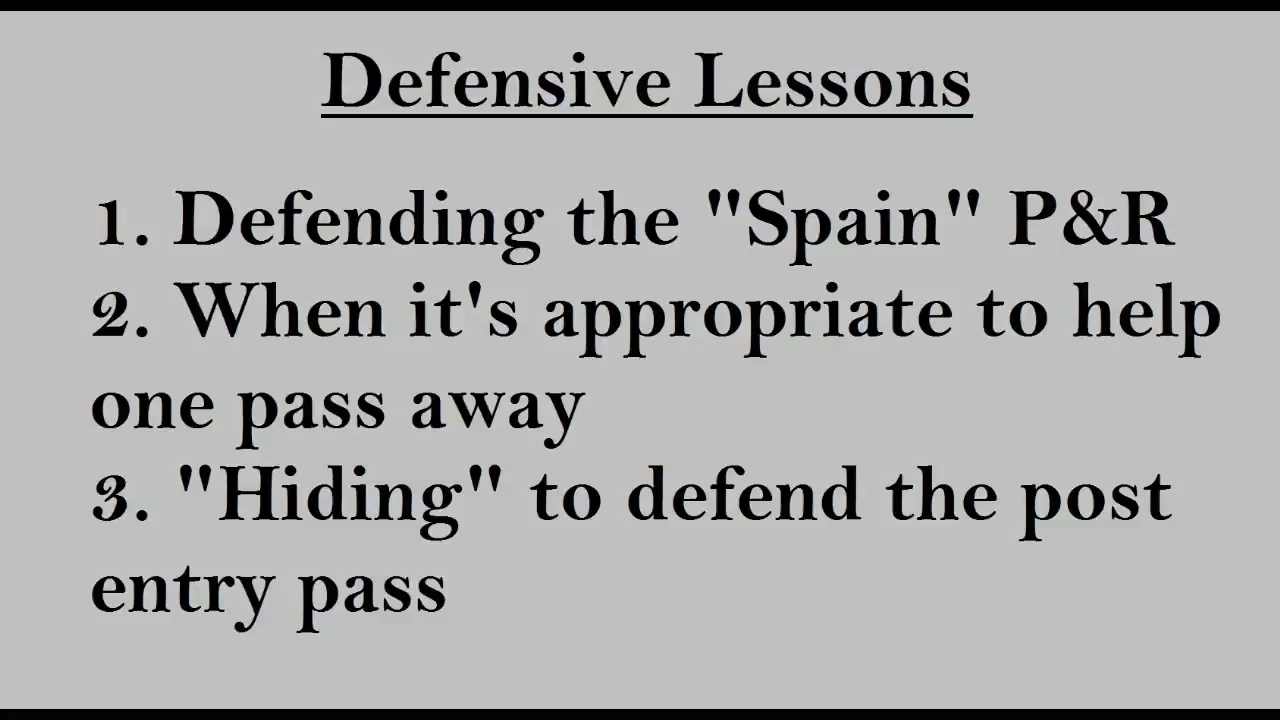 Defensive Lessons
1. Defending the "Spain" P&R
2. When it's appropriate to help
one pass away
3. "Hiding" to defend the post
entry pass